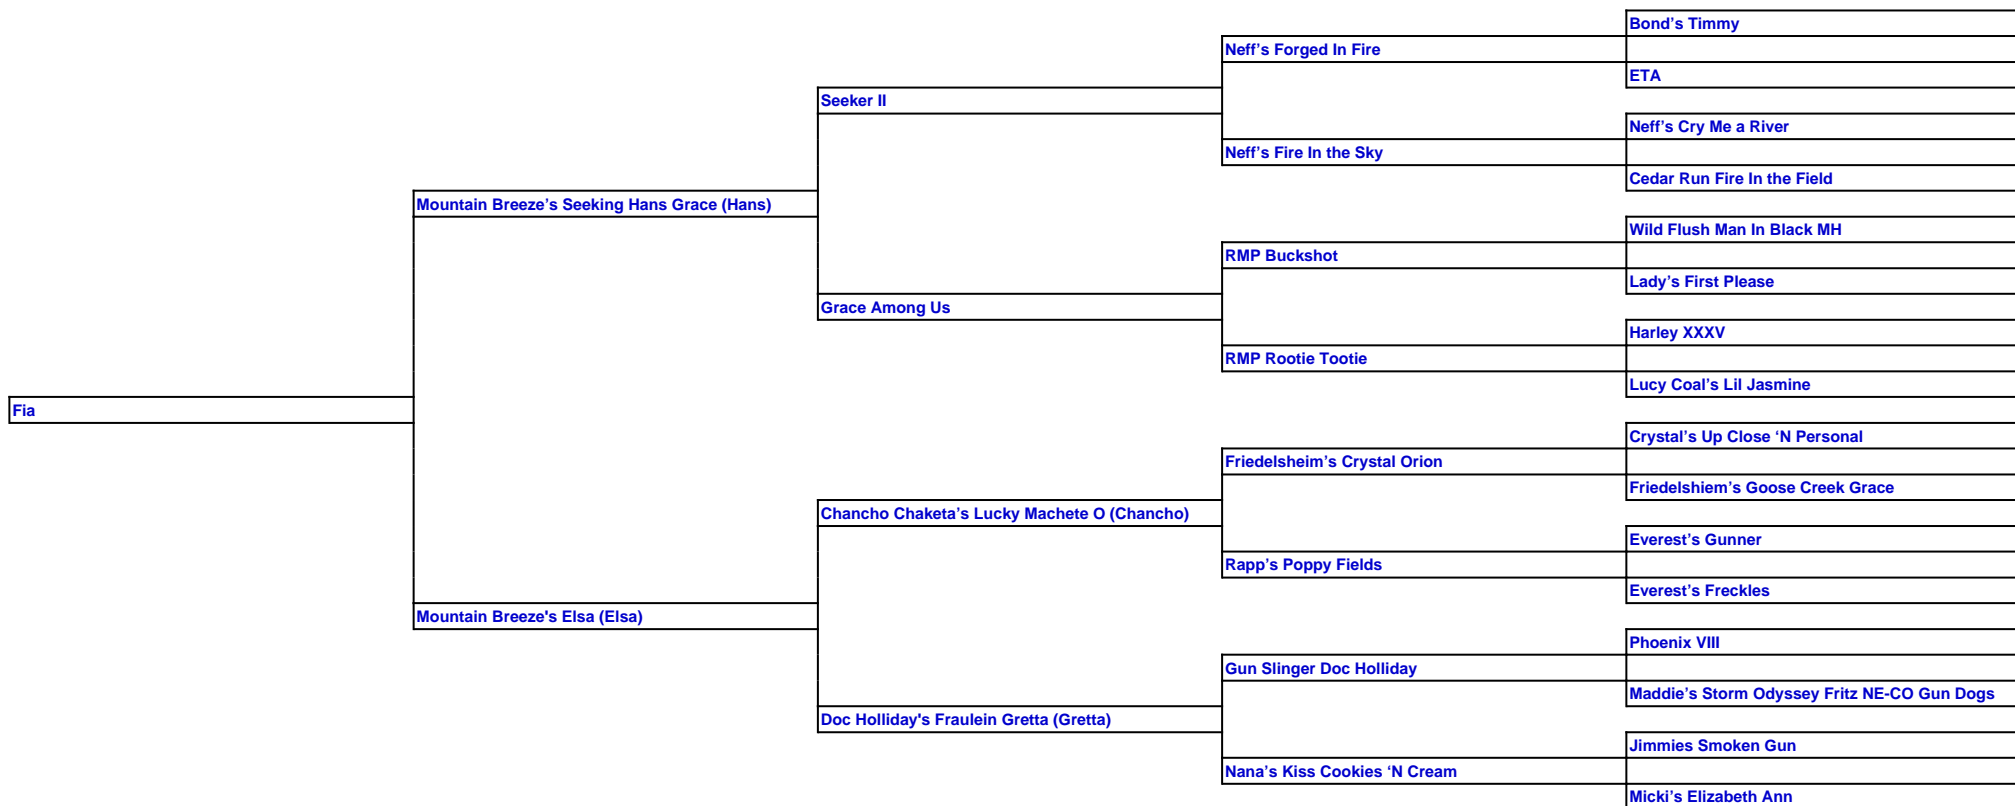 Bond’s Timmy
Neff’s Forged In Fire
ETA
Seeker II
Neff’s Cry Me a River
Neff’s Fire In the Sky
Cedar Run Fire In the Field
Mountain Breeze’s Seeking Hans Grace (Hans)
Wild Flush Man In Black MH
RMP Buckshot
Lady’s First Please
Grace Among Us
Harley XXXV
RMP Rootie Tootie
Lucy Coal’s Lil Jasmine
Fia
Crystal’s Up Close ‘N Personal
Friedelsheim’s Crystal Orion
Friedelshiem’s Goose Creek Grace
Chancho Chaketa’s Lucky Machete O (Chancho)
Everest’s Gunner
Rapp’s Poppy Fields
Everest’s Freckles
Mountain Breeze's Elsa (Elsa)
Phoenix VIII
Gun Slinger Doc Holliday
Maddie’s Storm Odyssey Fritz NE-CO Gun Dogs
Doc Holliday's Fraulein Gretta (Gretta)
Jimmies Smoken Gun
Nana’s Kiss Cookies ‘N Cream
Micki’s Elizabeth Ann